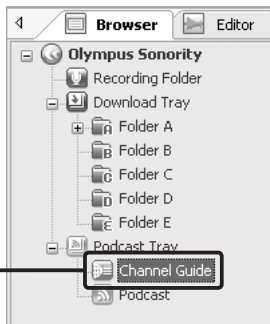 Browser Editor
Olympus Sonority
Recording Folder
Download Tray
Folder A
Folder B
Folder C
Folder D
Folder E
Podcast Tray
Channel Guide
Podcast